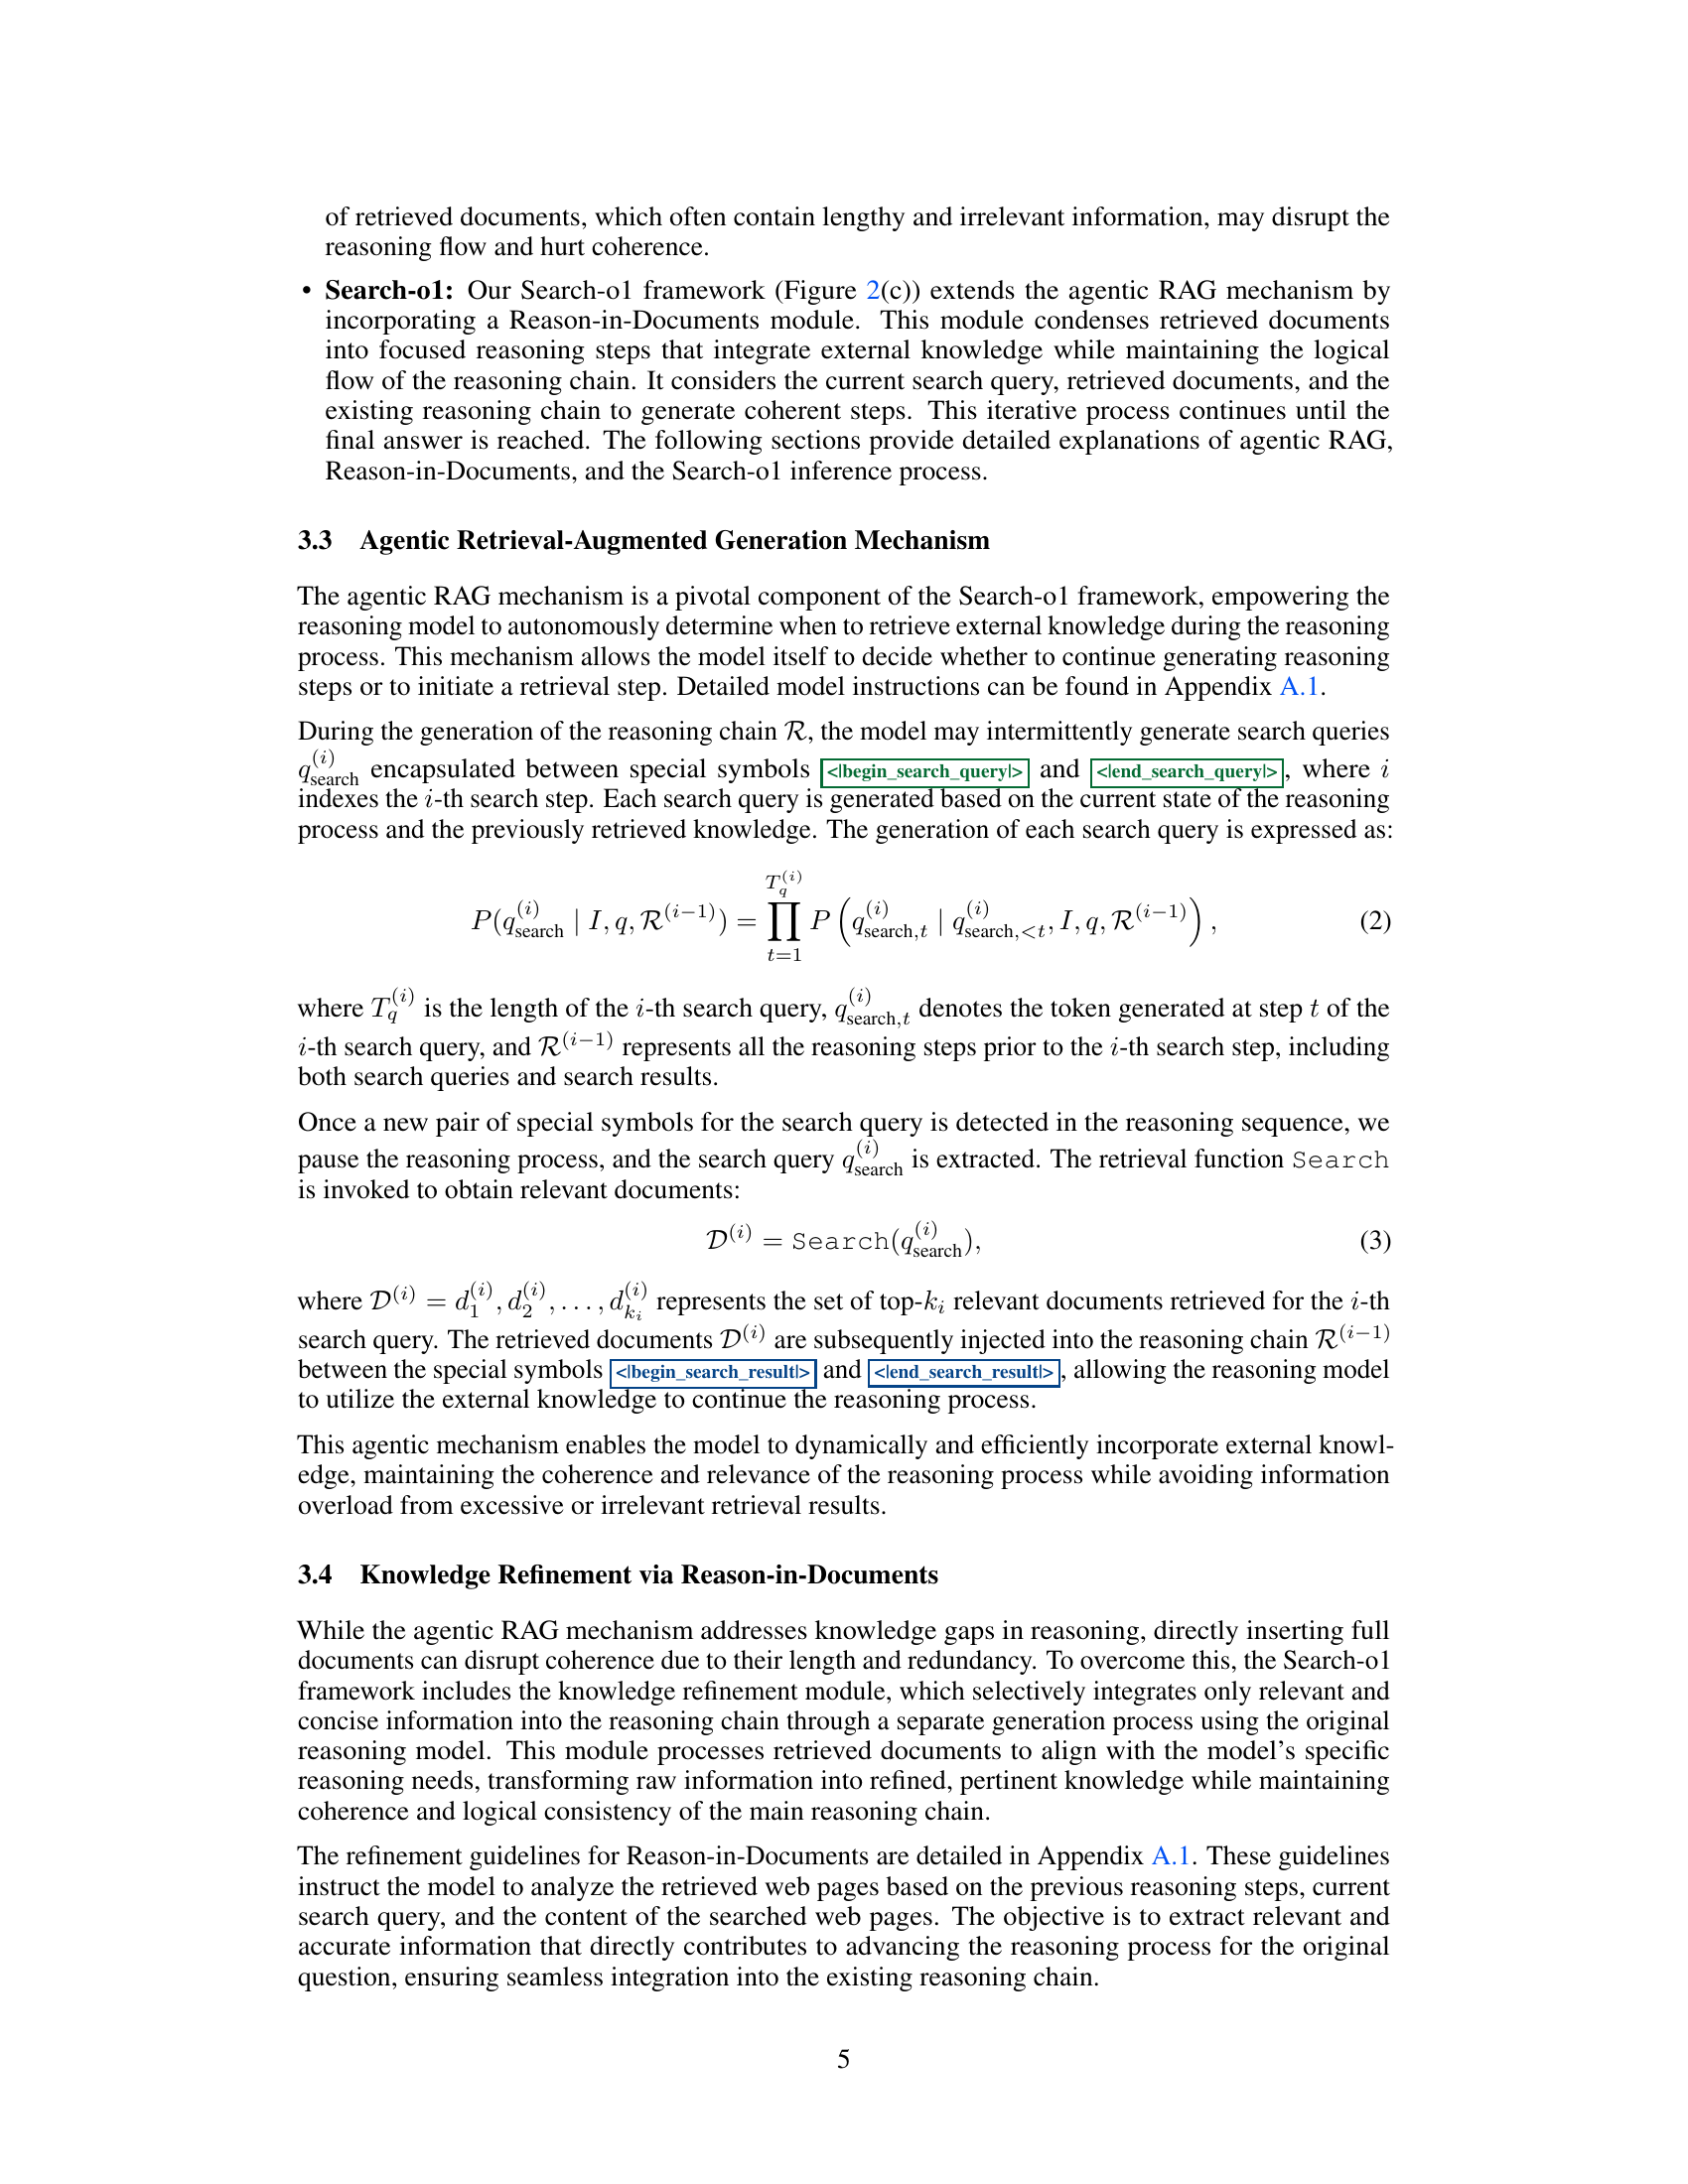 of retrieved documents, which often contain lengthy and irrelevant information, may disrupt the
reasoning flow and hurt coherence.
• Search-o1: Our Search-o1 framework (Figure 2(c)) extends the agentic RAG mechanism by
incorporating a Reason-in-Documents module. This module condenses retrieved documents
into focused reasoning steps that integrate external knowledge while maintaining the logical
flow of the reasoning chain. It considers the current search query, retrieved documents, and the
existing reasoning chain to generate coherent steps. This iterative process continues until the
final answer is reached. The following sections provide detailed explanations of agentic RAG,
Reason-in-Documents, and the Search-o1 inference process.
3.3 Agentic Retrieval-Augmented Generation Mechanism
The agentic RAG mechanism is a pivotal component of the Search-o1 framework, empowering the
reasoning model to autonomously determine when to retrieve external knowledge during the reasoning
process. This mechanism allows the model itself to decide whether to continue generating reasoning
steps or to initiate a retrieval step. Detailed model instructions can be found in Appendix A.1.
During the generation of the reasoning chain $\mathcal{R}$, the model may intermittently generate search queries
$q_{\text{search}}^{(i)}$ encapsulated between special symbols <|begin_search_query|> and <|end_search_query|>, where $i$
indexes the $i$-th search step. Each search query is generated based on the current state of the reasoning
process and the previously retrieved knowledge. The generation of each search query is expressed as:
$P(q_{\text{search}}^{(i)} \mid I, q, \mathcal{R}^{(i-1)}) = \prod_{t=1}^{T_q^{(i)}} P\left(q_{\text{search},t}^{(i)} \mid q_{\text{search},<t}^{(i)}, I, q, \mathcal{R}^{(i-1)}\right),$ (2)
where $T_q^{(i)}$ is the length of the $i$-th search query, $q_{\text{search},t}^{(i)}$ denotes the token generated at step $t$ of the
$i$-th search query, and $\mathcal{R}^{(i-1)}$ represents all the reasoning steps prior to the $i$-th search step, including
both search queries and search results.
Once a new pair of special symbols for the search query is detected in the reasoning sequence, we
pause the reasoning process, and the search query $q_{\text{search}}^{(i)}$ is extracted. The retrieval function Search
is invoked to obtain relevant documents:
$\mathcal{D}^{(i)} = \texttt{Search}(q_{\text{search}}^{(i)}),$ (3)
where $\mathcal{D}^{(i)} = d_1^{(i)}, d_2^{(i)}, \ldots, d_{k_i}^{(i)}$ represents the set of top-$k_i$ relevant documents retrieved for the $i$-th
search query. The retrieved documents $\mathcal{D}^{(i)}$ are subsequently injected into the reasoning chain $\mathcal{R}^{(i-1)}$
between the special symbols <|begin_search_result|> and <|end_search_result|>, allowing the reasoning model
to utilize the external knowledge to continue the reasoning process.
This agentic mechanism enables the model to dynamically and efficiently incorporate external knowl-
edge, maintaining the coherence and relevance of the reasoning process while avoiding information
overload from excessive or irrelevant retrieval results.
3.4 Knowledge Refinement via Reason-in-Documents
While the agentic RAG mechanism addresses knowledge gaps in reasoning, directly inserting full
documents can disrupt coherence due to their length and redundancy. To overcome this, the Search-o1
framework includes the knowledge refinement module, which selectively integrates only relevant and
concise information into the reasoning chain through a separate generation process using the original
reasoning model. This module processes retrieved documents to align with the model's specific
reasoning needs, transforming raw information into refined, pertinent knowledge while maintaining
coherence and logical consistency of the main reasoning chain.
The refinement guidelines for Reason-in-Documents are detailed in Appendix A.1. These guidelines
instruct the model to analyze the retrieved web pages based on the previous reasoning steps, current
search query, and the content of the searched web pages. The objective is to extract relevant and
accurate information that directly contributes to advancing the reasoning process for the original
question, ensuring seamless integration into the existing reasoning chain.
5